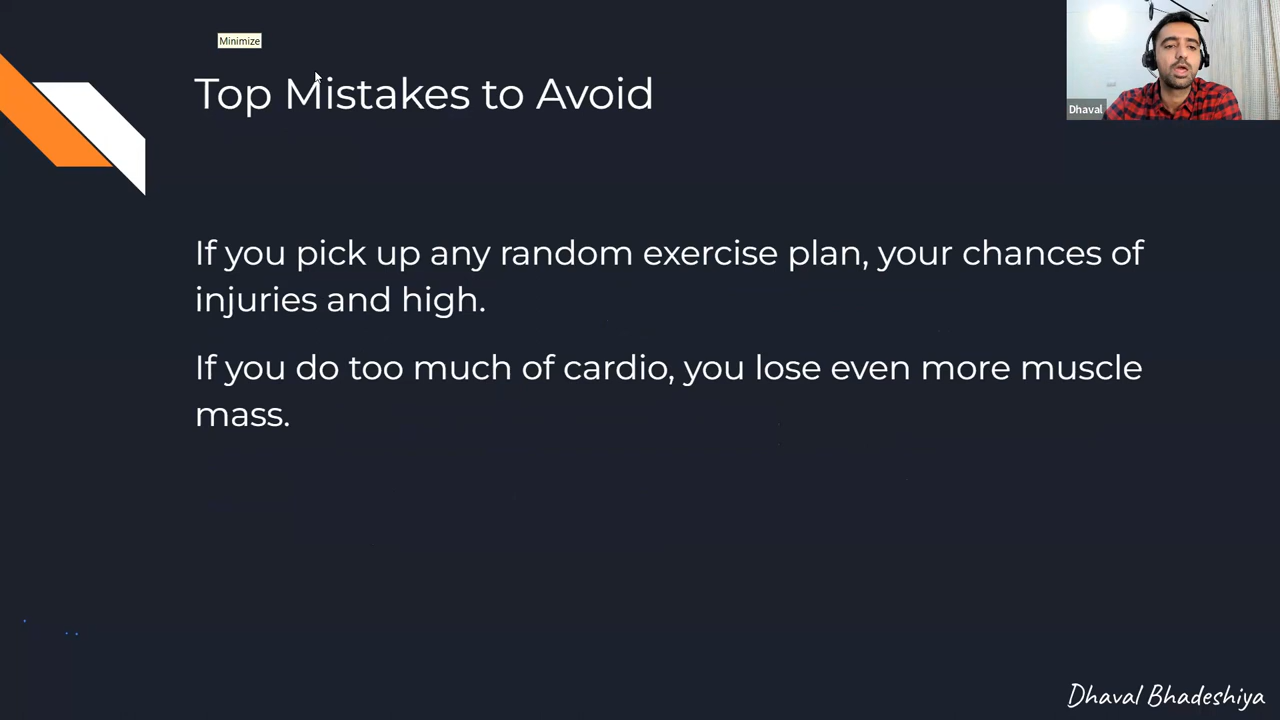 Minimize
Top Mistakes to Avoid
Dhaval
If you pick up any random exercise plan, your chances of
injuries and high.
If you do too much of cardio, you lose even more muscle
mass.
Dhaval Bhadeshiya